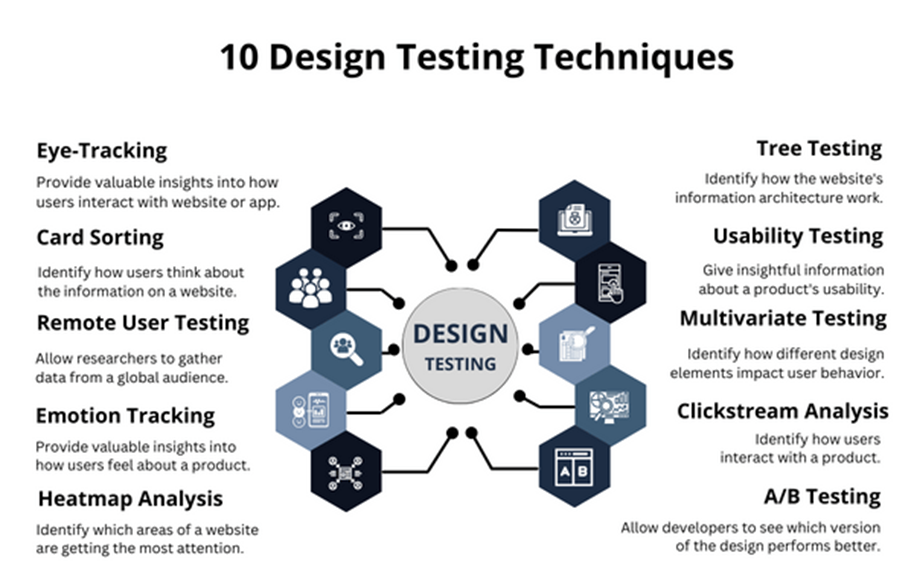 10 Design Testing Techniques
Eye-Tracking
Provide valuable insights into how
users interact with website or app.
Card Sorting
Identify how users think about
the information on a website.
Remote User Testing
Allow researchers to gather
data from a global audience.
Emotion Tracking
Provide valuable insights into
how users feel about a product.
Heatmap Analysis
Identify which areas of a website
are getting the most attention.
DESIGN
TESTING
A B
Tree Testing
Identify how the website's
information architecture work.
Usability Testing
Give insightful information
about a product's usability.
Multivariate Testing
Identify how different design
elements impact user behavior.
Clickstream Analysis
Identify how users
interact with a product.
A/B Testing
Allow developers to see which version
of the design performs better.